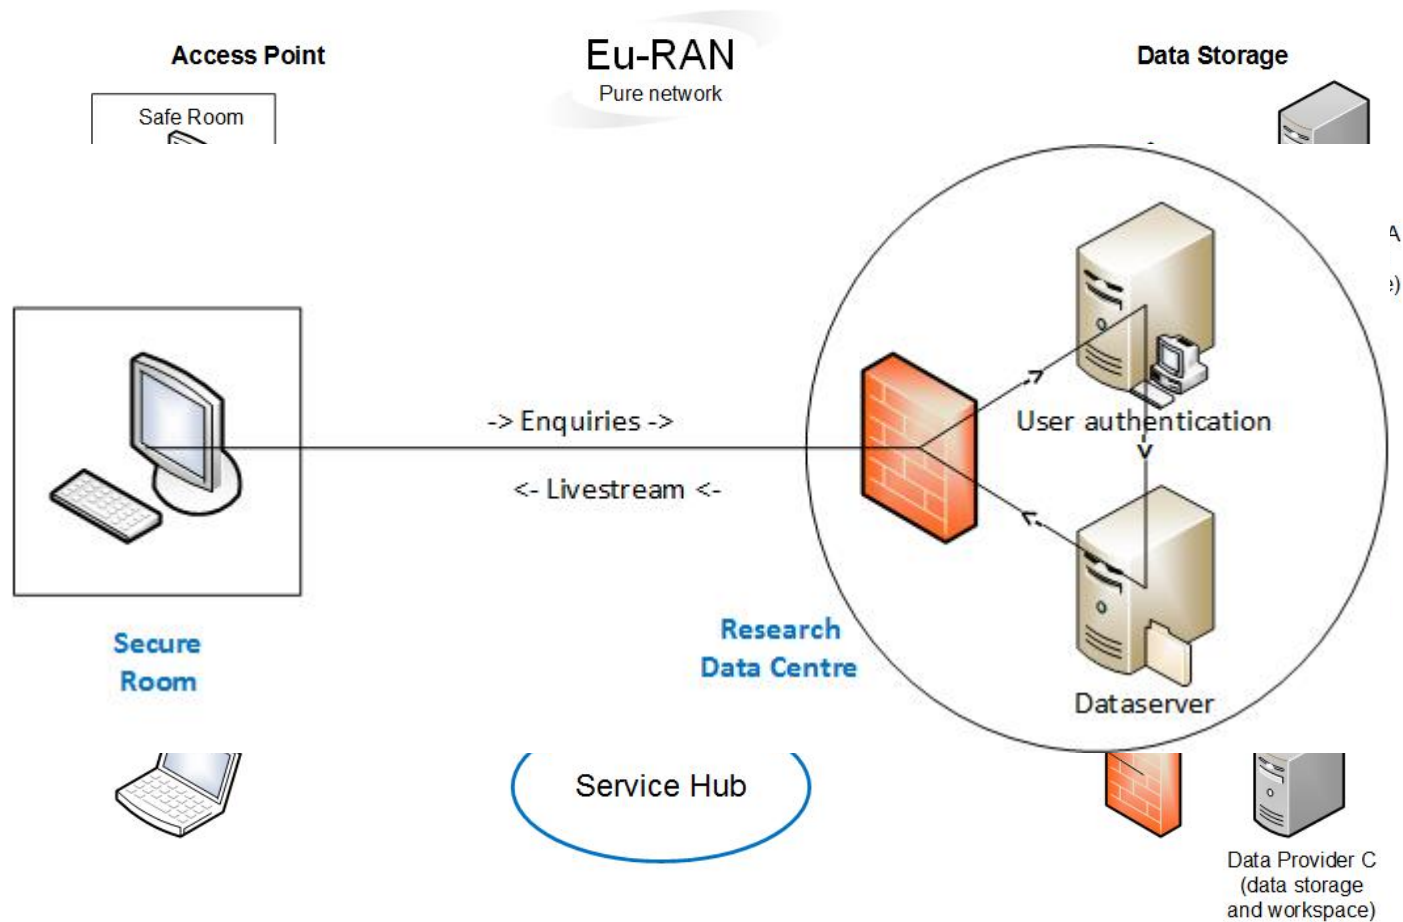 Access Point
Eu-RAN
Pure network
Data Storage
Safe Room
A
e)
-> Enquiries ->
<- Livestream <-
User authentication
Secure
Room
Research
Data Centre
Dataserver
Service Hub
Data Provider C
(data storage
and workspace)